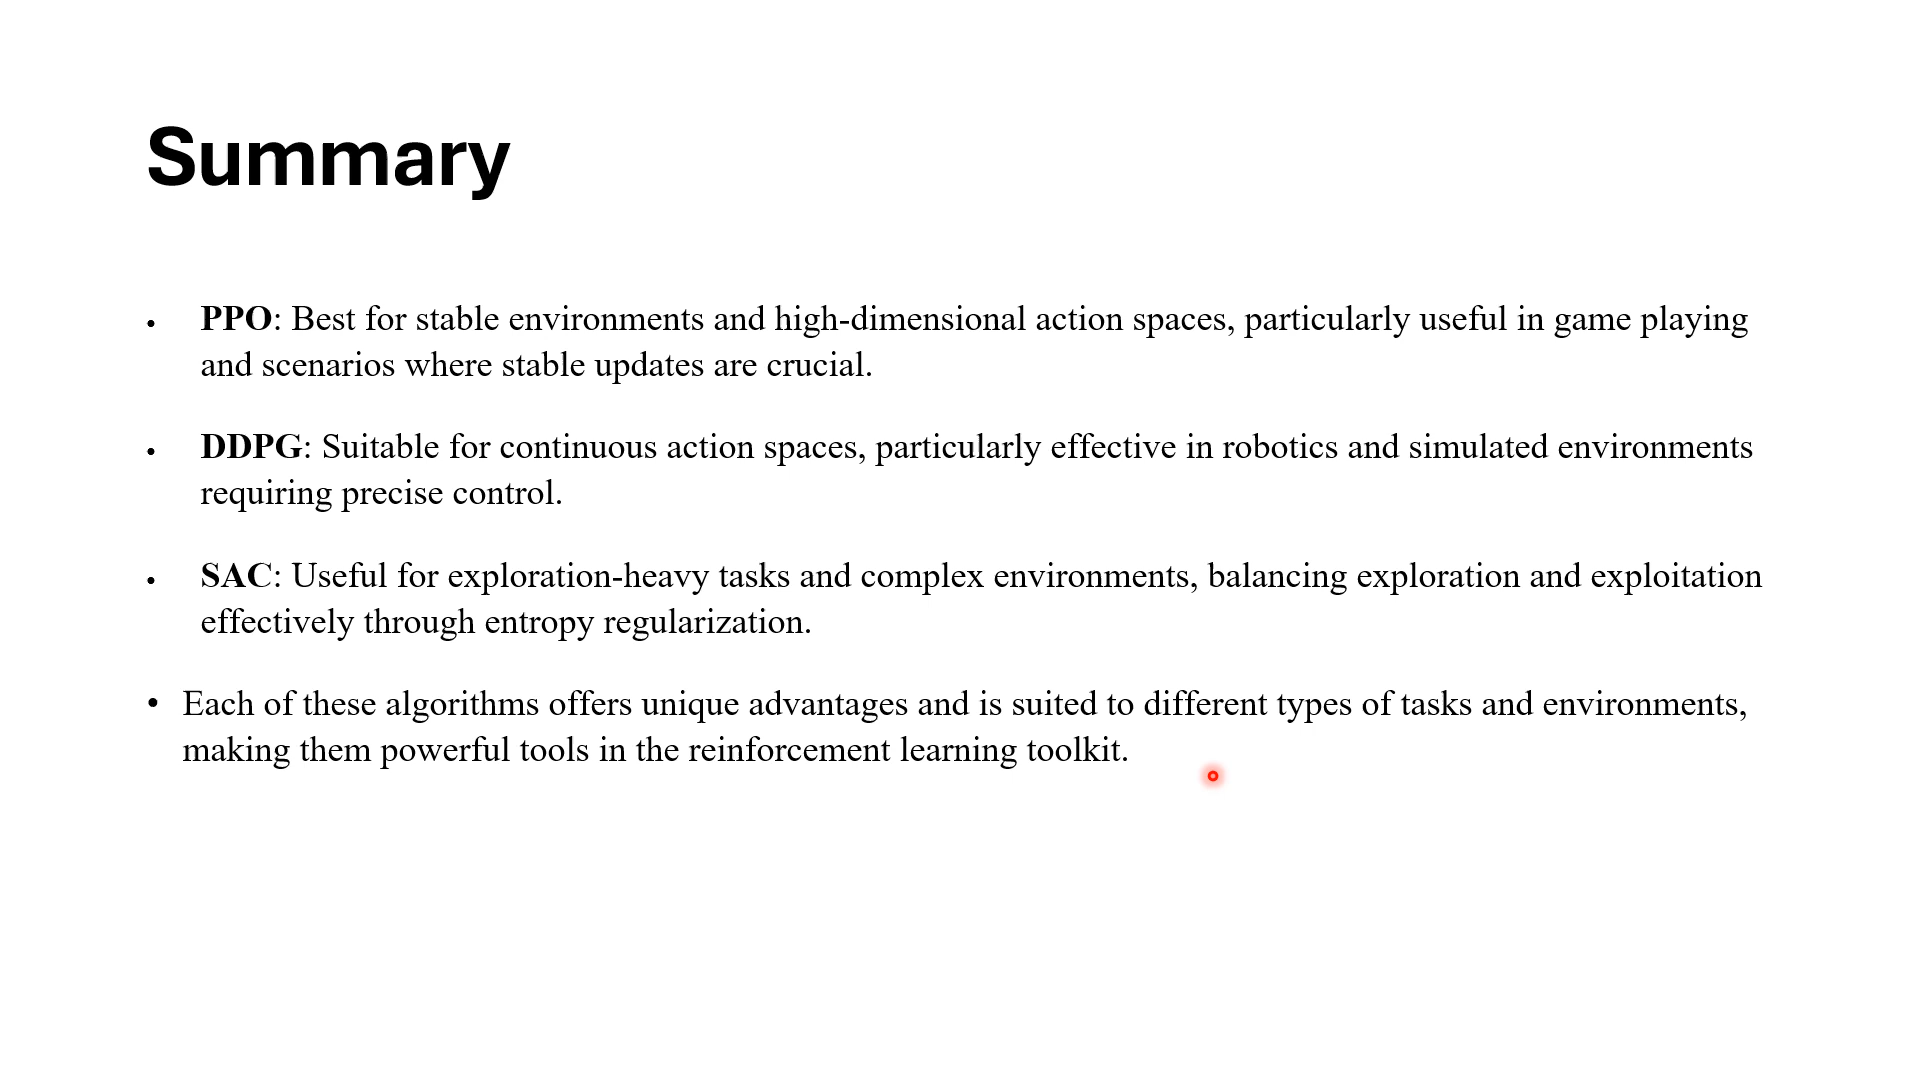 Summary
• PPO: Best for stable environments and high-dimensional action spaces, particularly useful in game playing
and scenarios where stable updates are crucial.
• DDPG: Suitable for continuous action spaces, particularly effective in robotics and simulated environments
requiring precise control.
• SAC: Useful for exploration-heavy tasks and complex environments, balancing exploration and exploitation
effectively through entropy regularization.
• Each of these algorithms offers unique advantages and is suited to different types of tasks and environments,
making them powerful tools in the reinforcement learning toolkit.